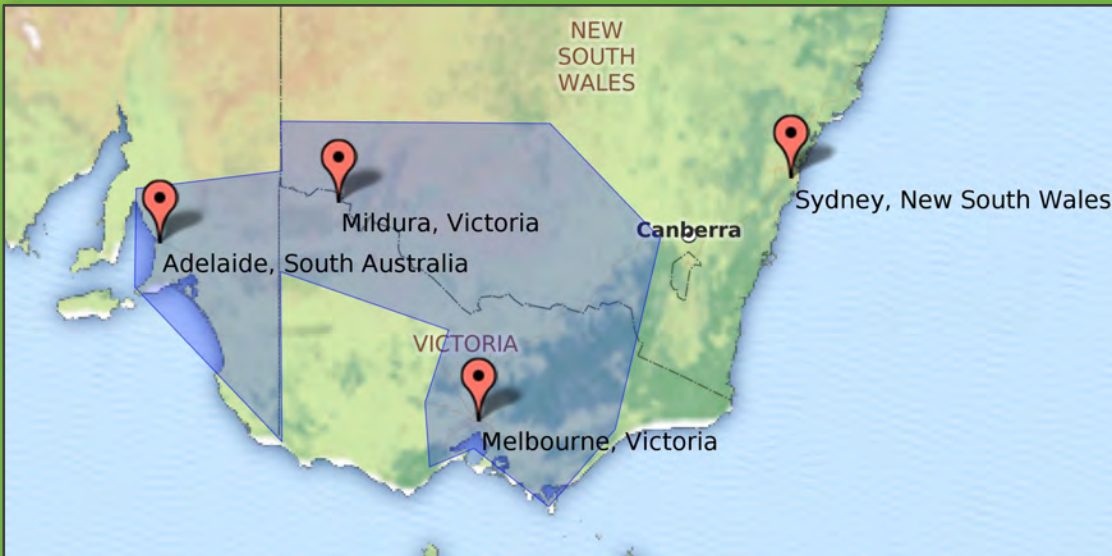 NEW
SOUTH
WALES
Sydney, New South Wales
Mildura, Victoria
Canberra
Adelaide, South Australia
VICTORIA
Melbourne, Victoria